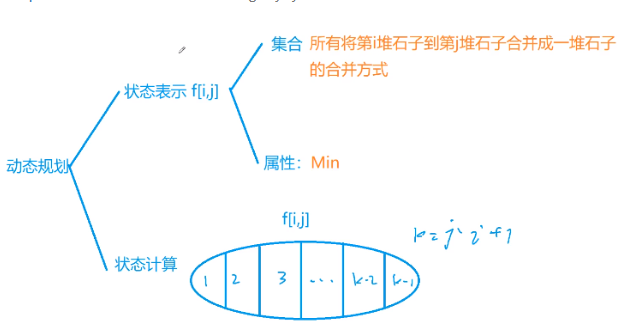 集合 所有将第i堆石子到第j堆石子合并成一堆石子
的合并方式
状态表示 f[i,j]
属性: Min
动态规划
f[i,j]
k=j-i+1
状态计算
1 2 3 ... k-2 k-1